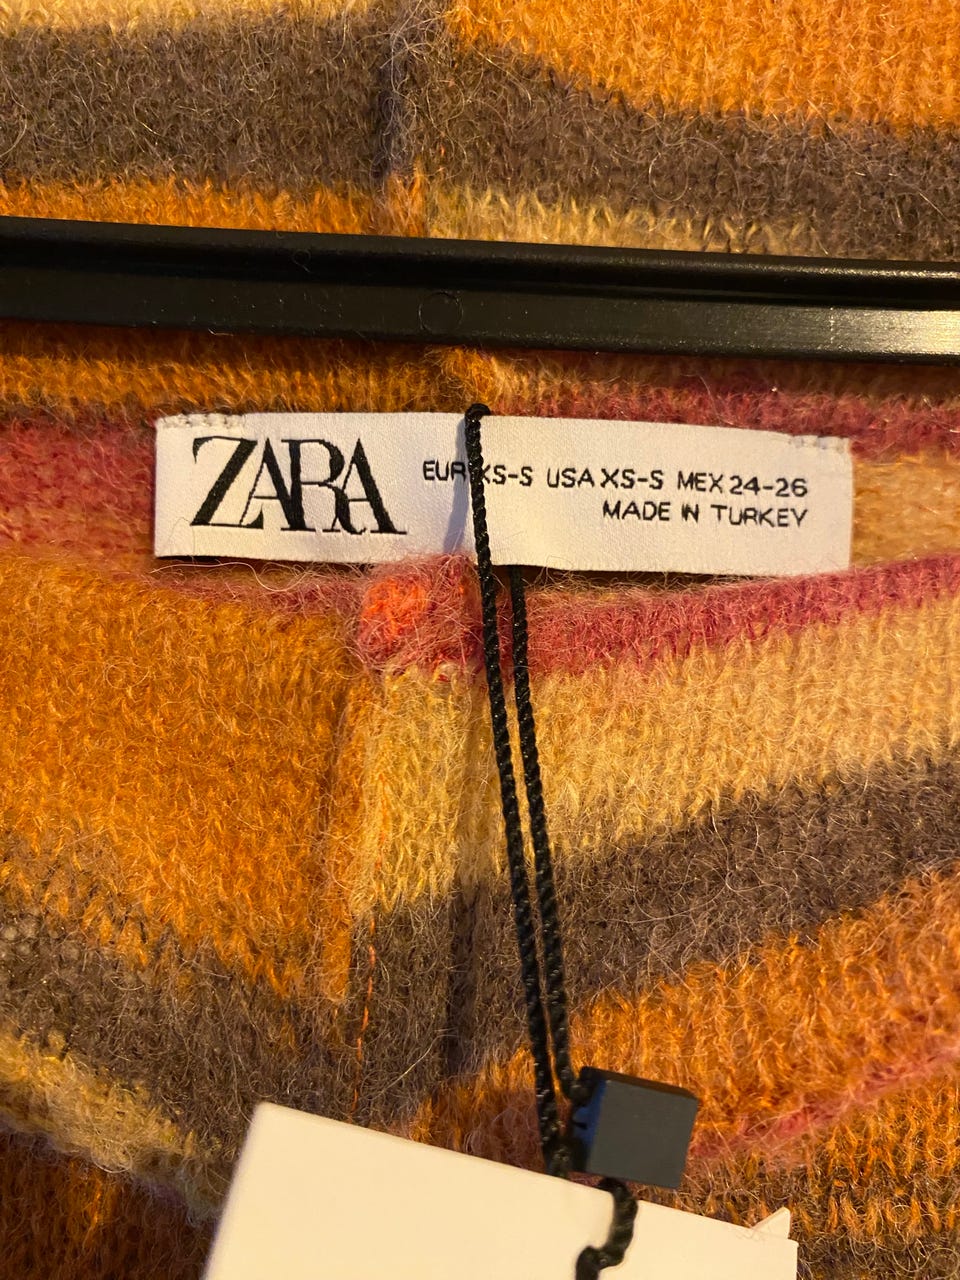 ZARA
EUR XS-S USA XS-S MEX 24-26
MADE IN TURKEY